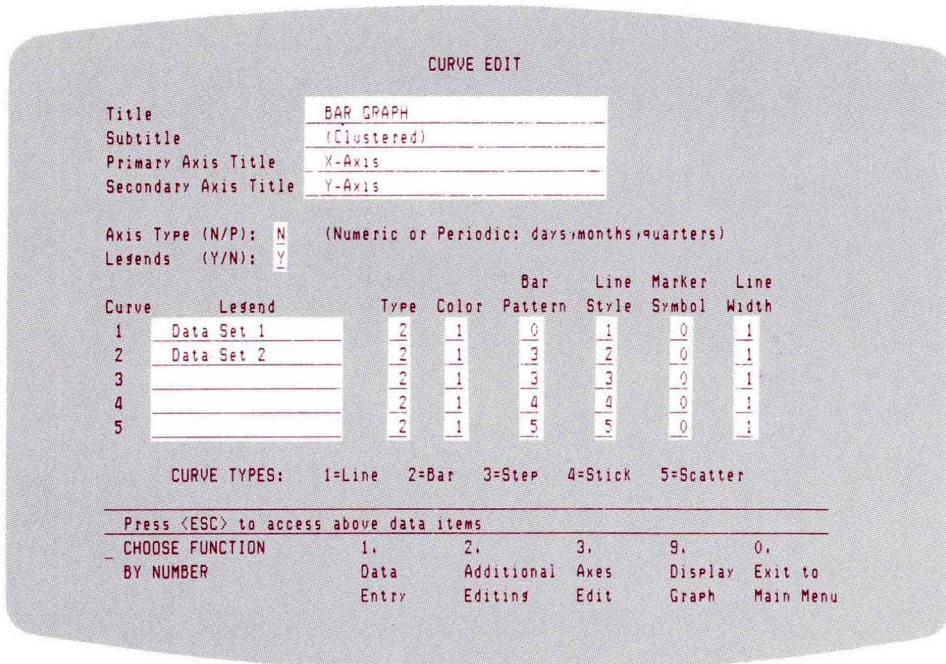 CURVE EDIT
Title BAR GRAPH
Subtitle (Clustered)
Primary Axis Title X-Axis
Secondary Axis Title Y-Axis
Axis Type (N/P): N (Numeric or Periodic: days,months,quarters)
Legends (Y/N): Y
Bar Line Marker Line
Curve Legend Type Color Pattern Style Symbol Width
1 Data Set 1 2 1 0 1 0 1
2 Data Set 2 2 1 3 2 0 1
3 2 1 3 3 0 1
4 2 1 4 4 0 1
5 2 1 5 5 0 1
CURVE TYPES: 1=Line 2=Bar 3=Step 4=Stick 5=Scatter
Press <ESC> to access above data items
_ CHOOSE FUNCTION 1. 2. 3. 9. 0.
BY NUMBER Data Additional Axes Display Exit to
Entry Editing Edit Graph Main Menu